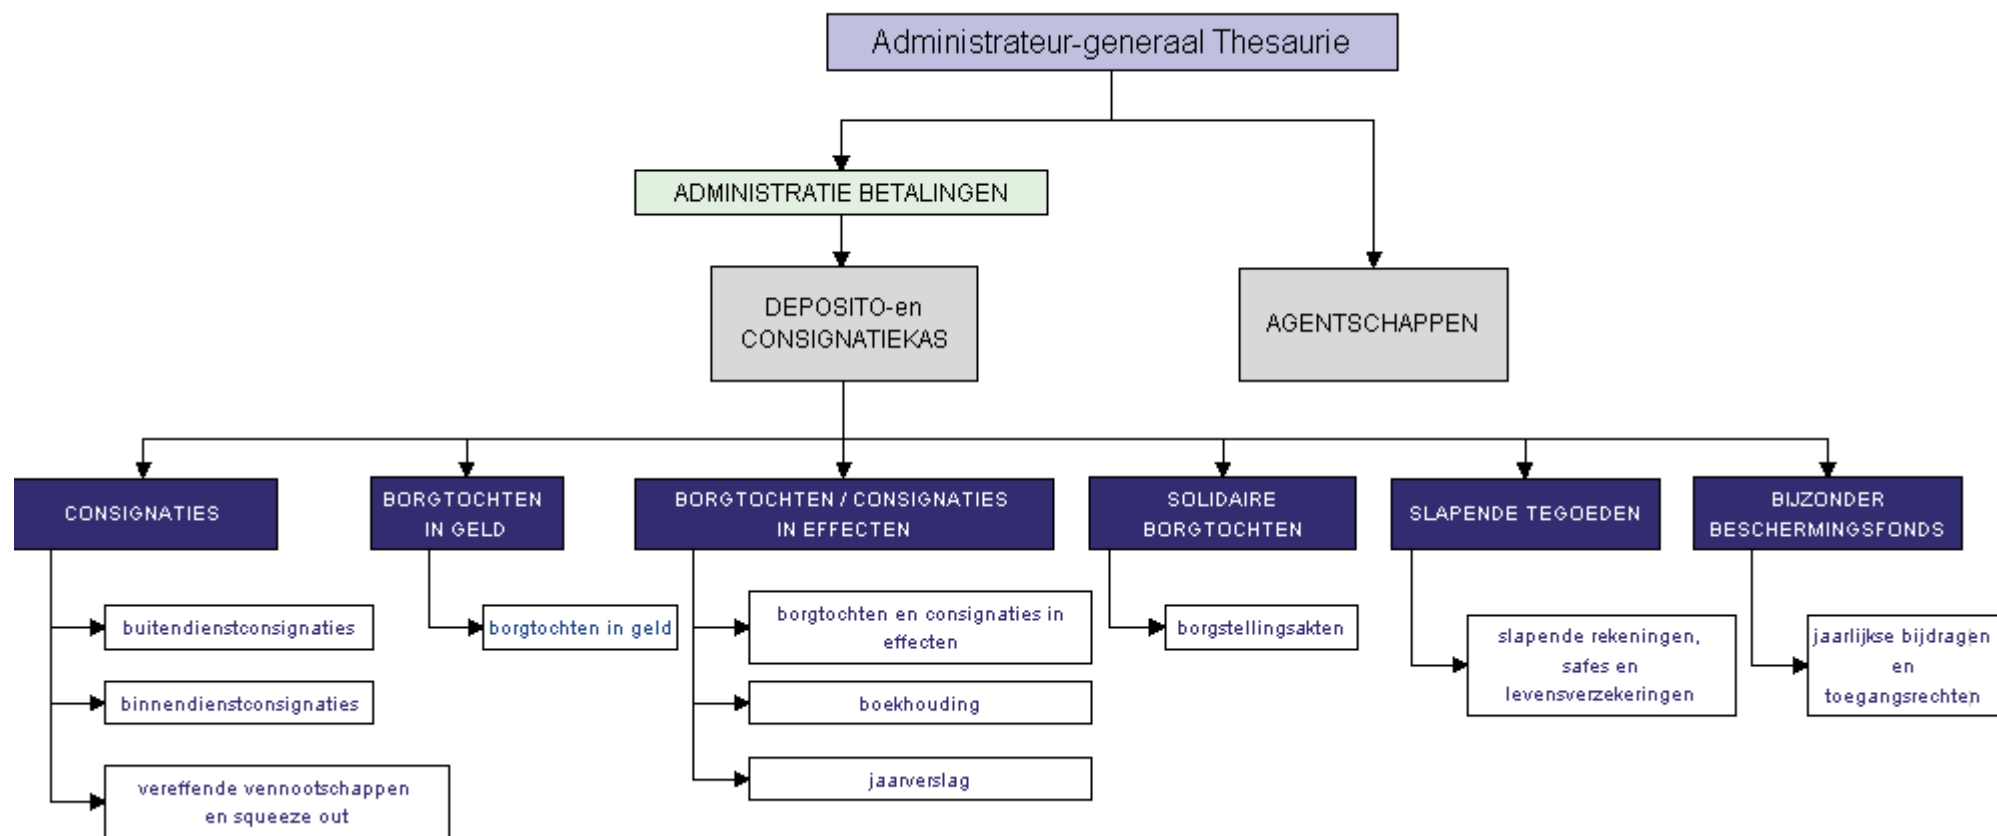 Administrateur-generaal Thesaurie
ADMINISTRATIE BETALINGEN
DEPOSITO-en
CONSIGNATIEKAS
AGENTSCHAPPEN
CONSIGNATIES
BORGTOCHTEN
IN GELD
BORGTOCHTEN / CONSIGNATIES
IN EFFECTEN
SOLIDAIRE
BORGTOCHTEN
SLAPENDE TEGOEDEN
BIJZONDER
BESCHERMINGSFONDS
buitendienstconsignaties
binnendienstconsignaties
vereffende vennootschappen
en squeeze out
borgtochten in geld
borgtochten en consignaties in
effecten
boekhouding
jaarverslag
borgstellingsakten
slapende rekeningen,
safes en
levensverzekeringen
jaarlijkse bijdragen
en
toegangsrechten